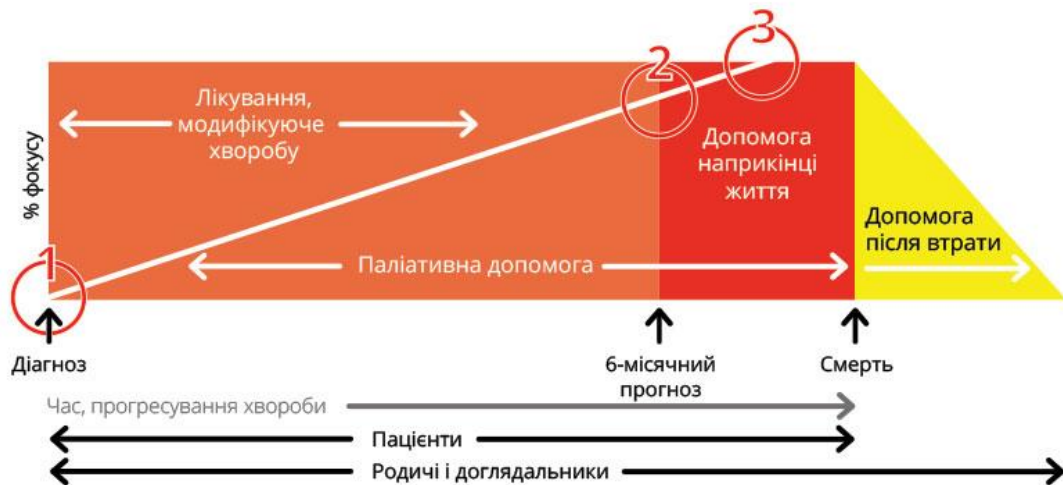 3
2
Лікування,
модифікуюче
хворобу
Допомога
наприкінці
життя
% фокусу
Допомога
після втрати
1
Паліативна допомога
Діагноз
6-місячний
прогноз
Смерть
Час, прогресування хвороби
Пацієнти
Родичі і доглядальники